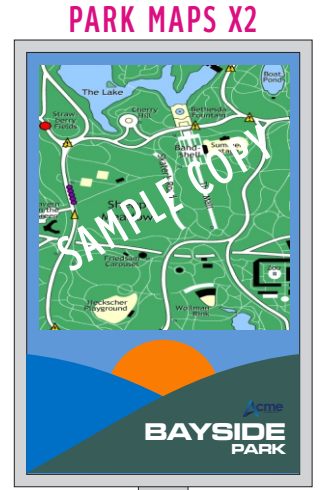 PARK MAPS X2
Boat
Pond
The Lake
Cherry
Hill
Bethesda
Fountain
Straw
berry
Fields
Band
Shell
SAMPLE COPY
Friedsam
Carousel
Zoo
Heckscher
Playground
Wollman
Rink
Acme
BAYSIDE
PARK